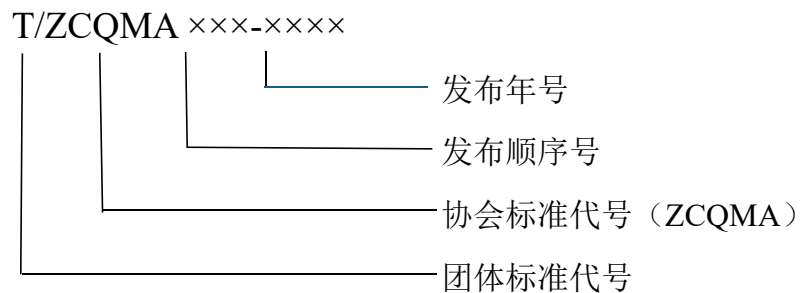 T/ZCQMA ×××-××××
发布年号
发布顺序号
协会标准代号（ZCQMA）
团体标准代号